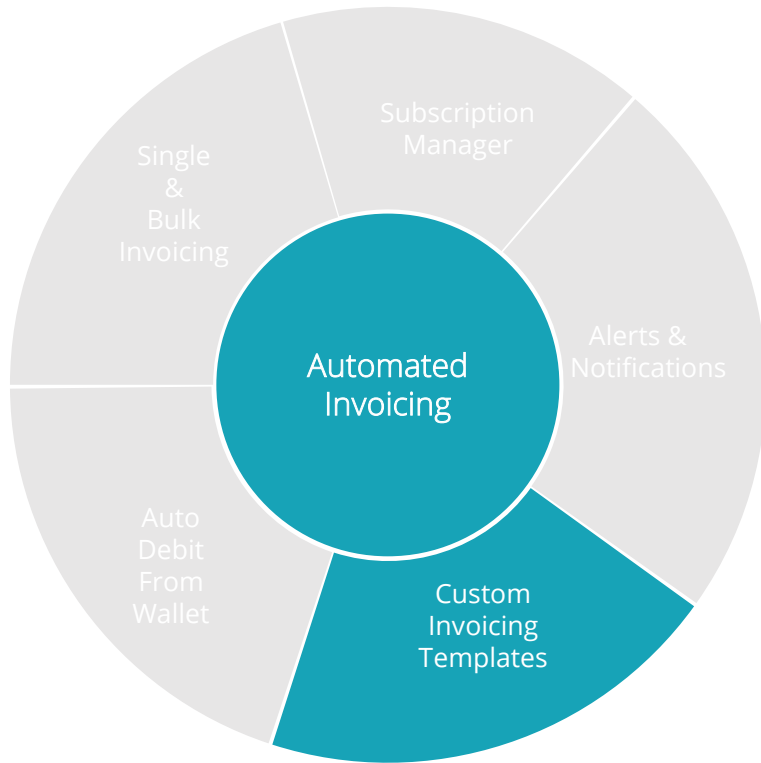 Subscription
Manager
Single
&
Bulk
Invoicing
Alerts &
Notifications
Automated
Invoicing
Auto
Debit
From
Wallet
Custom
Invoicing
Templates